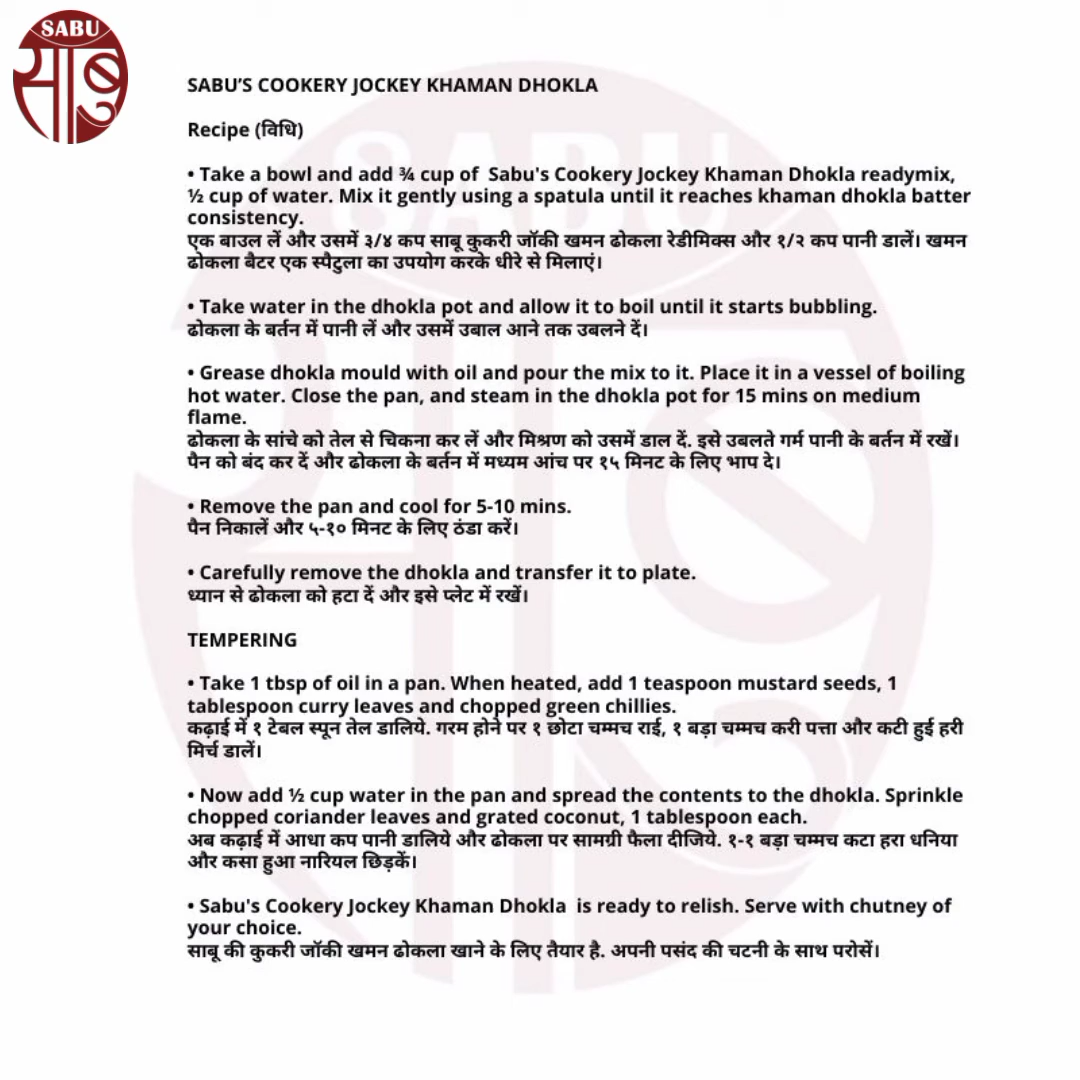 SABU
साबु
SABU'S COOKERY JOCKEY KHAMAN DHOKLA
Recipe (विधि)
• Take a bowl and add ¾ cup of Sabu's Cookery Jockey Khaman Dhokla readymix,
½ cup of water. Mix it gently using a spatula until it reaches khaman dhokla batter
consistency.
एक बाउल लें और उसमें ३/४ कप साबू कुकरी जॉकी खमन ढोकला रेडीमिक्स और १/२ कप पानी डालें। खमन
ढोकला बैटर एक स्पैटुला का उपयोग करके धीरे से मिलाएं।
• Take water in the dhokla pot and allow it to boil until it starts bubbling.
ढोकला के बर्तन में पानी लें और उसमें उबाल आने तक उबलने दें।
• Grease dhokla mould with oil and pour the mix to it. Place it in a vessel of boiling
hot water. Close the pan, and steam in the dhokla pot for 15 mins on medium
flame.
ढोकला के सांचे को तेल से चिकना कर लें और मिश्रण को उसमें डाल दें. इसे उबलते गर्म पानी के बर्तन में रखें।
पैन को बंद कर दें और ढोकला के बर्तन में मध्यम आंच पर १५ मिनट के लिए भाप दे।
• Remove the pan and cool for 5-10 mins.
पैन निकालें और ५-१० मिनट के लिए ठंडा करें।
• Carefully remove the dhokla and transfer it to plate.
ध्यान से ढोकला को हटा दें और इसे प्लेट में रखें।
TEMPERING
• Take 1 tbsp of oil in a pan. When heated, add 1 teaspoon mustard seeds, 1
tablespoon curry leaves and chopped green chillies.
कढ़ाई में १ टेबल स्पून तेल डालिये. गरम होने पर १ छोटा चम्मच राई, १ बड़ा चम्मच करी पत्ता और कटी हुई हरी
मिर्च डालें।
• Now add ½ cup water in the pan and spread the contents to the dhokla. Sprinkle
chopped coriander leaves and grated coconut, 1 tablespoon each.
अब कढ़ाई में आधा कप पानी डालिये और ढोकला पर सामग्री फैला दीजिये. १-१ बड़ा चम्मच कटा हरा धनिया
और कसा हुआ नारियल छिड़कें।
• Sabu's Cookery Jockey Khaman Dhokla is ready to relish. Serve with chutney of
your choice.
साबू की कुकरी जॉकी खमन ढोकला खाने के लिए तैयार है. अपनी पसंद की चटनी के साथ परोसें।